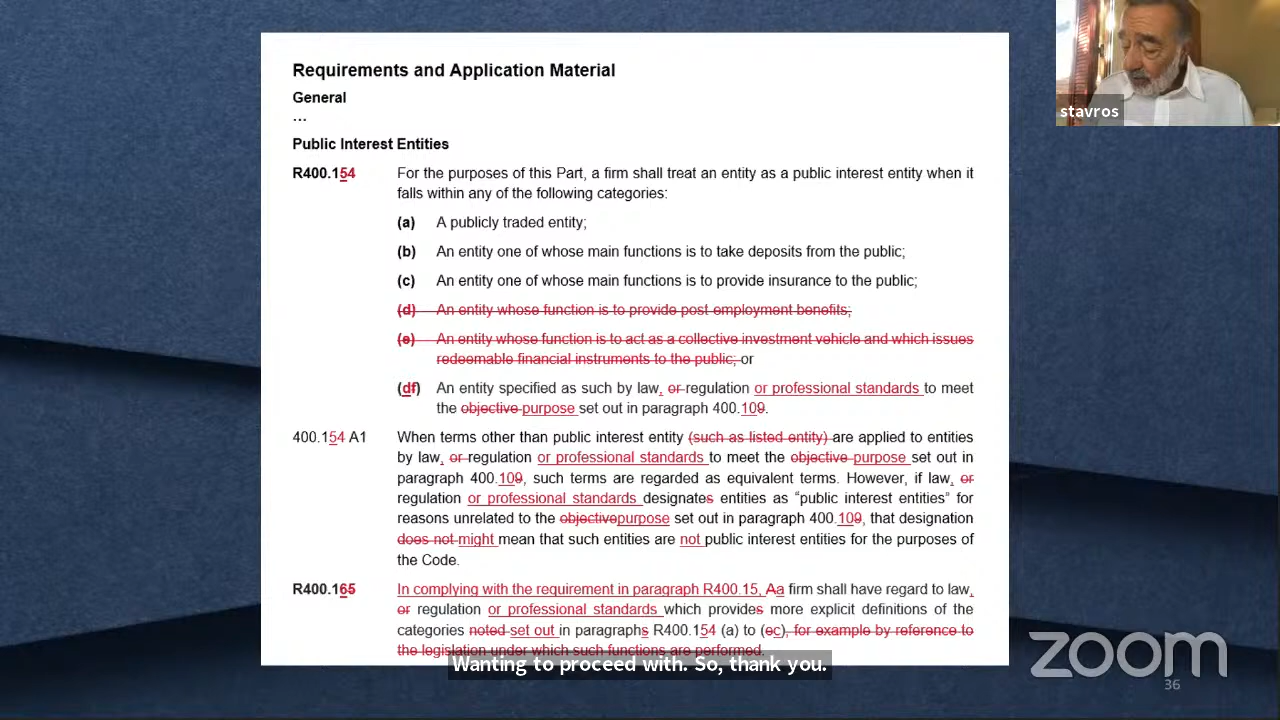 Requirements and Application Material
General
...
Public Interest Entities
R400.154 For the purposes of this Part, a firm shall treat an entity as a public interest entity when it
falls within any of the following categories:
(a) A publicly traded entity;
(b) An entity one of whose main functions is to take deposits from the public;
(c) An entity one of whose main functions is to provide insurance to the public;
(d) An entity whose function is to provide post employment benefits;
(e) An entity whose function is to act as a collective investment vehicle and which issues
redeemable financial instruments to the public; or
(df) An entity specified as such by law, or regulation or professional standards to meet
the objective purpose set out in paragraph 400.109.
400.154 A1 When terms other than public interest entity (such as listed entity) are applied to entities
by law, or regulation or professional standards to meet the objective purpose set out in
paragraph 400.109, such terms are regarded as equivalent terms. However, if law, or
regulation or professional standards designates entities as “public interest entities” for
reasons unrelated to the objectivepurpose set out in paragraph 400.109, that designation
does not might mean that such entities are not public interest entities for the purposes of
the Code.
R400.165 In complying with the requirement in paragraph R400.15, Aa firm shall have regard to law,
or regulation or professional standards which provides more explicit definitions of the
categories noted set out in paragraphs R400.154 (a) to (ec), for example by reference to
the legislation under which such functions are performed.
stavros
Wanting to proceed with. So, thank you.
zoom
36